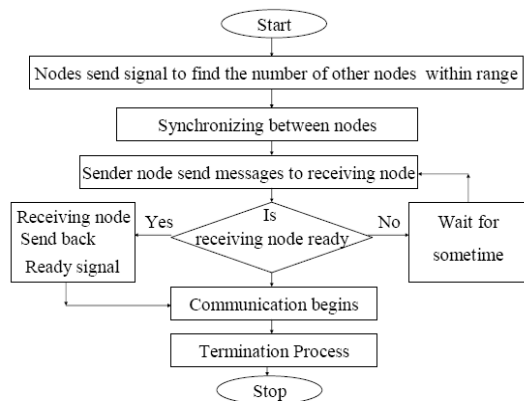 Start
Nodes send signal to find the number of other nodes within range
Synchronizing between nodes
Sender node send messages to receiving node
Receiving node
Send back
Ready signal
Yes
Is
receiving node ready
No
Wait for
sometime
Communication begins
Termination Process
Stop